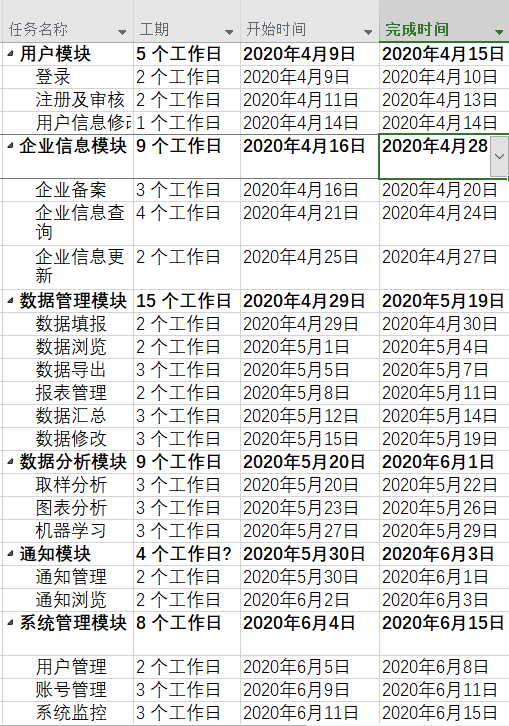 任务名称 工期 开始时间 完成时间
用户模块 5 个工作日 2020年4月9日 2020年4月15日
登录 2 个工作日 2020年4月9日 2020年4月10日
注册及审核 2 个工作日 2020年4月11日 2020年4月13日
用户信息修 1 个工作日 2020年4月14日 2020年4月14日
企业信息模块 9 个工作日 2020年4月16日 2020年4月28
企业备案 3 个工作日 2020年4月16日 2020年4月20日
企业信息查 4 个工作日 2020年4月21日 2020年4月24日
询
企业信息更 2 个工作日 2020年4月25日 2020年4月27日
新
数据管理模块 15 个工作日 2020年4月29日 2020年5月19日
数据填报 2 个工作日 2020年4月29日 2020年4月30日
数据浏览 2 个工作日 2020年5月1日 2020年5月4日
数据导出 3 个工作日 2020年5月5日 2020年5月7日
报表管理 2 个工作日 2020年5月8日 2020年5月11日
数据汇总 3 个工作日 2020年5月12日 2020年5月14日
数据修改 3 个工作日 2020年5月15日 2020年5月19日
数据分析模块 9 个工作日 2020年5月20日 2020年6月1日
取样分析 3 个工作日 2020年5月20日 2020年5月22日
图表分析 3 个工作日 2020年5月23日 2020年5月26日
机器学习 3 个工作日 2020年5月27日 2020年5月29日
通知模块 4 个工作日? 2020年5月30日 2020年6月3日
通知管理 2 个工作日 2020年5月30日 2020年6月1日
通知浏览 2 个工作日 2020年6月2日 2020年6月3日
系统管理模块 8 个工作日 2020年6月4日 2020年6月15日
用户管理 2 个工作日 2020年6月5日 2020年6月8日
账号管理 3 个工作日 2020年6月9日 2020年6月11日
系统监控 3 个工作日 2020年6月11日 2020年6月15日